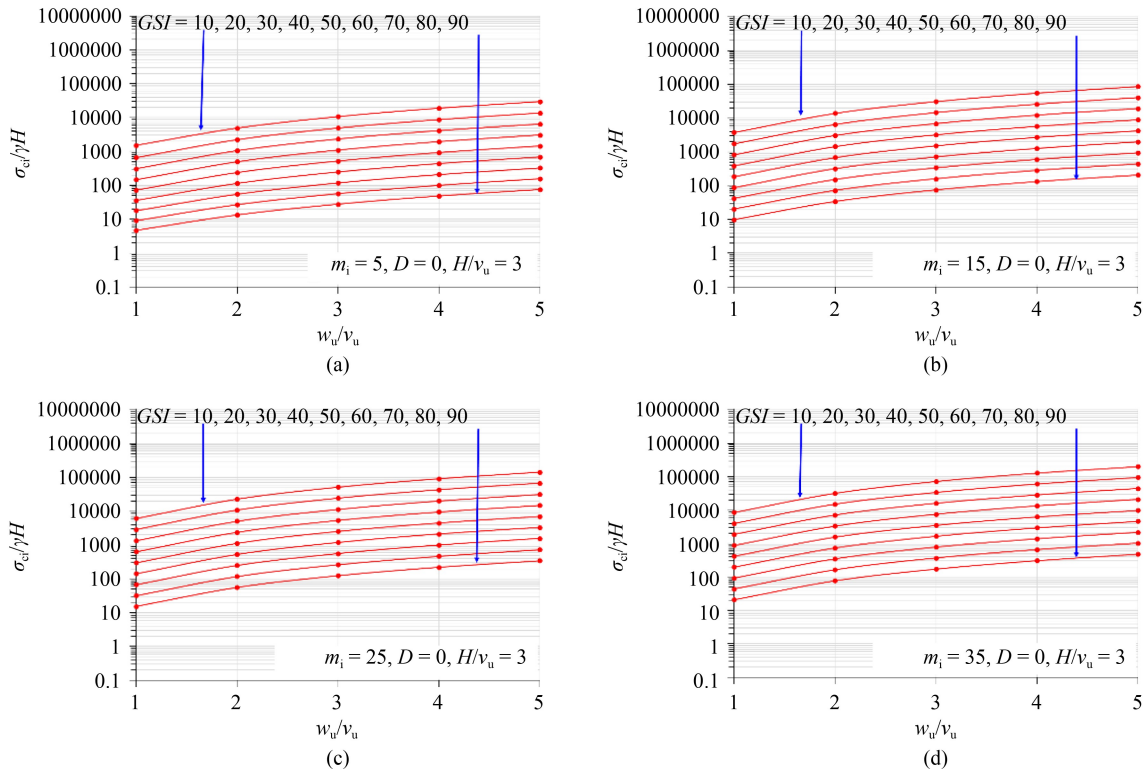 GSI = 10, 20, 30, 40, 50, 60, 70, 80, 90
10000000
1000000
100000
10000
1000
100
10
1
0.1
σci/γH
mi = 5, D = 0, H/vu = 3
1 2 3 4 5
wu/vu
(a)
GSI = 10, 20, 30, 40, 50, 60, 70, 80, 90
10000000
1000000
100000
10000
1000
100
10
1
0.1
σci/γH
mi = 15, D = 0, H/vu = 3
1 2 3 4 5
wu/vu
(b)
GSI = 10, 20, 30, 40, 50, 60, 70, 80, 90
10000000
1000000
100000
10000
1000
100
10
1
0.1
σci/γH
mi = 25, D = 0, H/vu = 3
1 2 3 4 5
wu/vu
(c)
GSI = 10, 20, 30, 40, 50, 60, 70, 80, 90
10000000
1000000
100000
10000
1000
100
10
1
0.1
σci/γH
mi = 35, D = 0, H/vu = 3
1 2 3 4 5
wu/vu
(d)